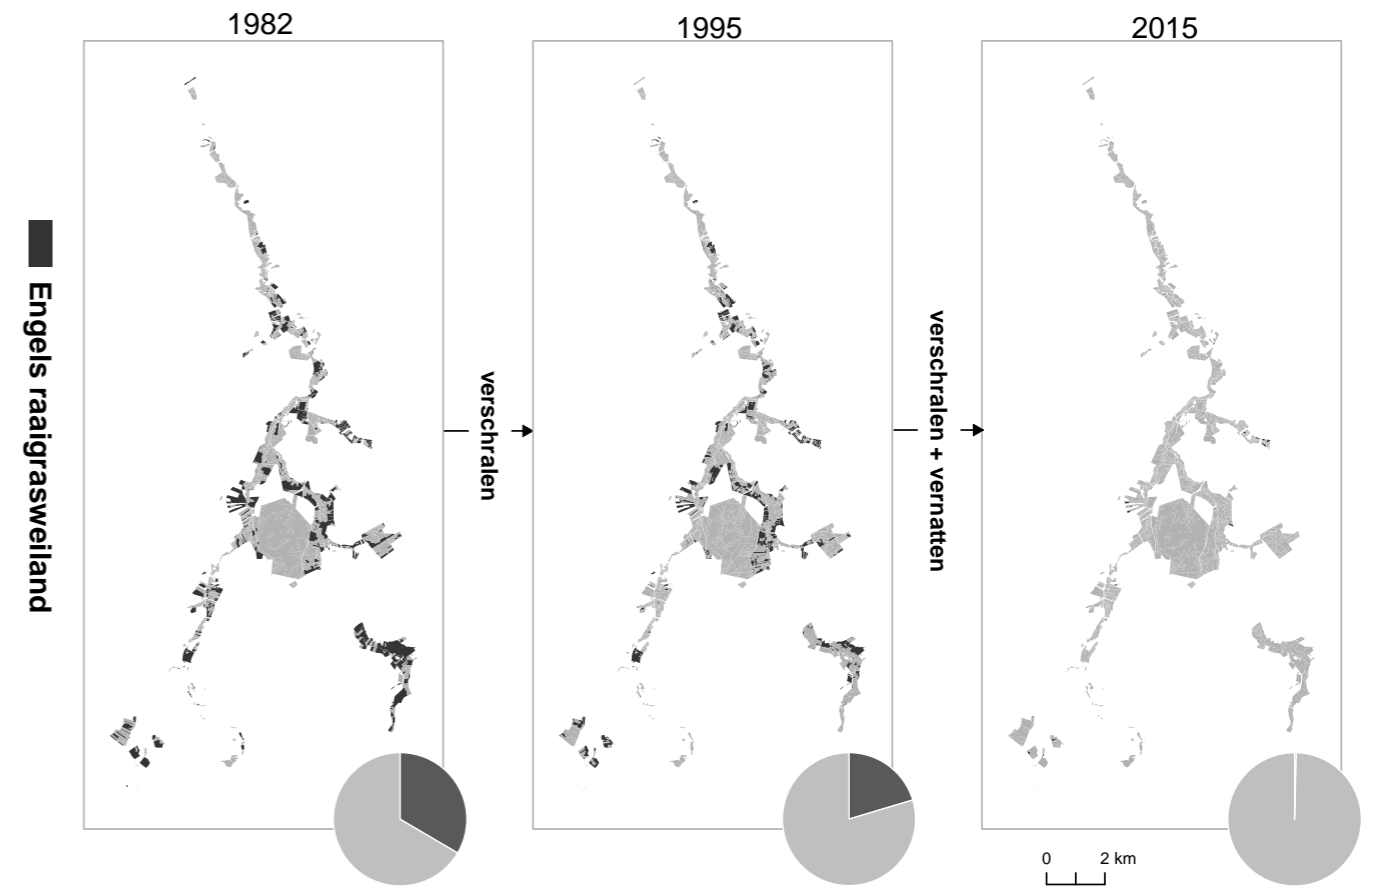 1982
1995
2015
Engels raaigrasweiland
verschralen
verschralen + vernatten
0 2 km